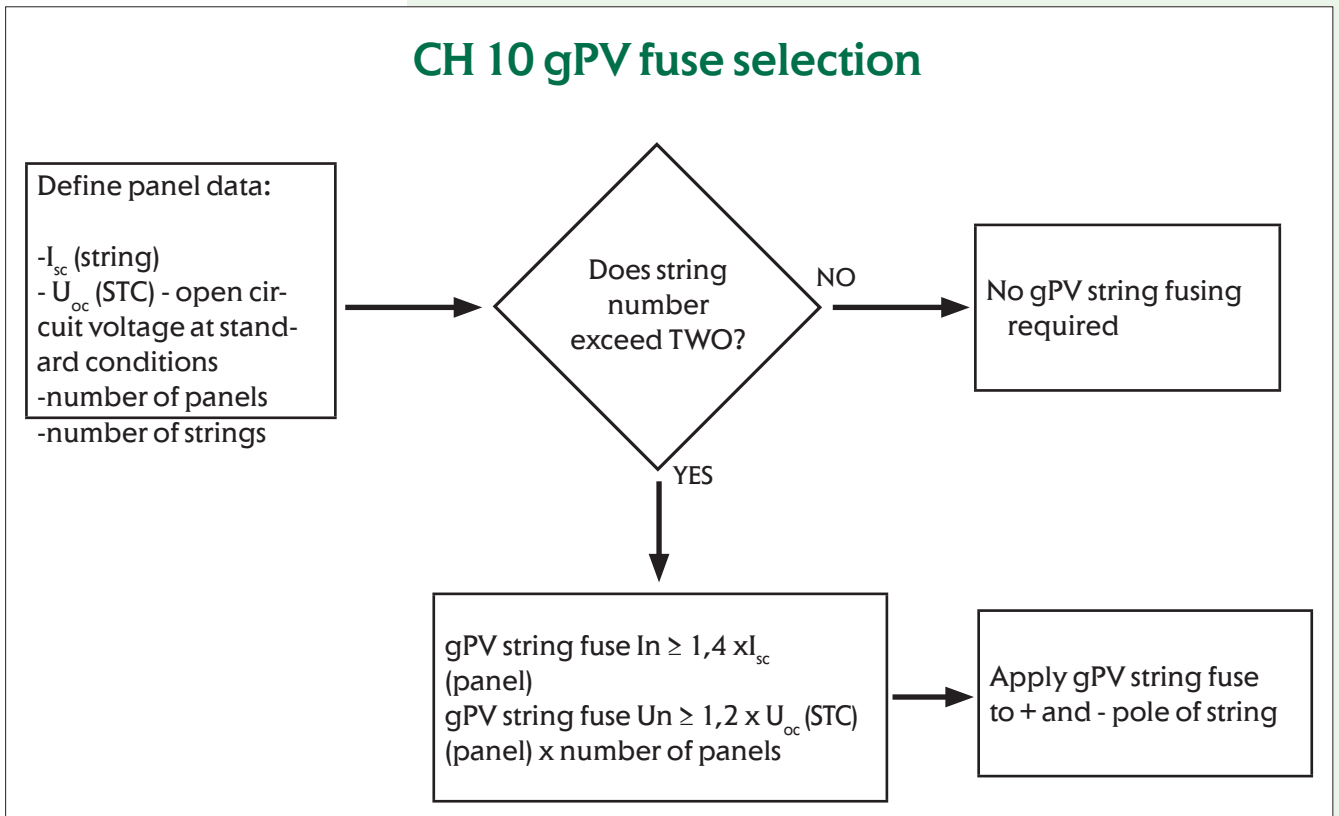 CH 10 gPV fuse selection
Define panel data:
-Isc (string)
- Uoc (STC) - open cir-
cuit voltage at stand-
ard conditions
-number of panels
-number of strings
Does string
number
exceed TWO?
NO
No gPV string fusing
required
YES
gPV string fuse In ≥ 1,4 xIsc
(panel)
gPV string fuse Un ≥ 1,2 x Uoc (STC)
(panel) x number of panels
Apply gPV string fuse
to + and - pole of string